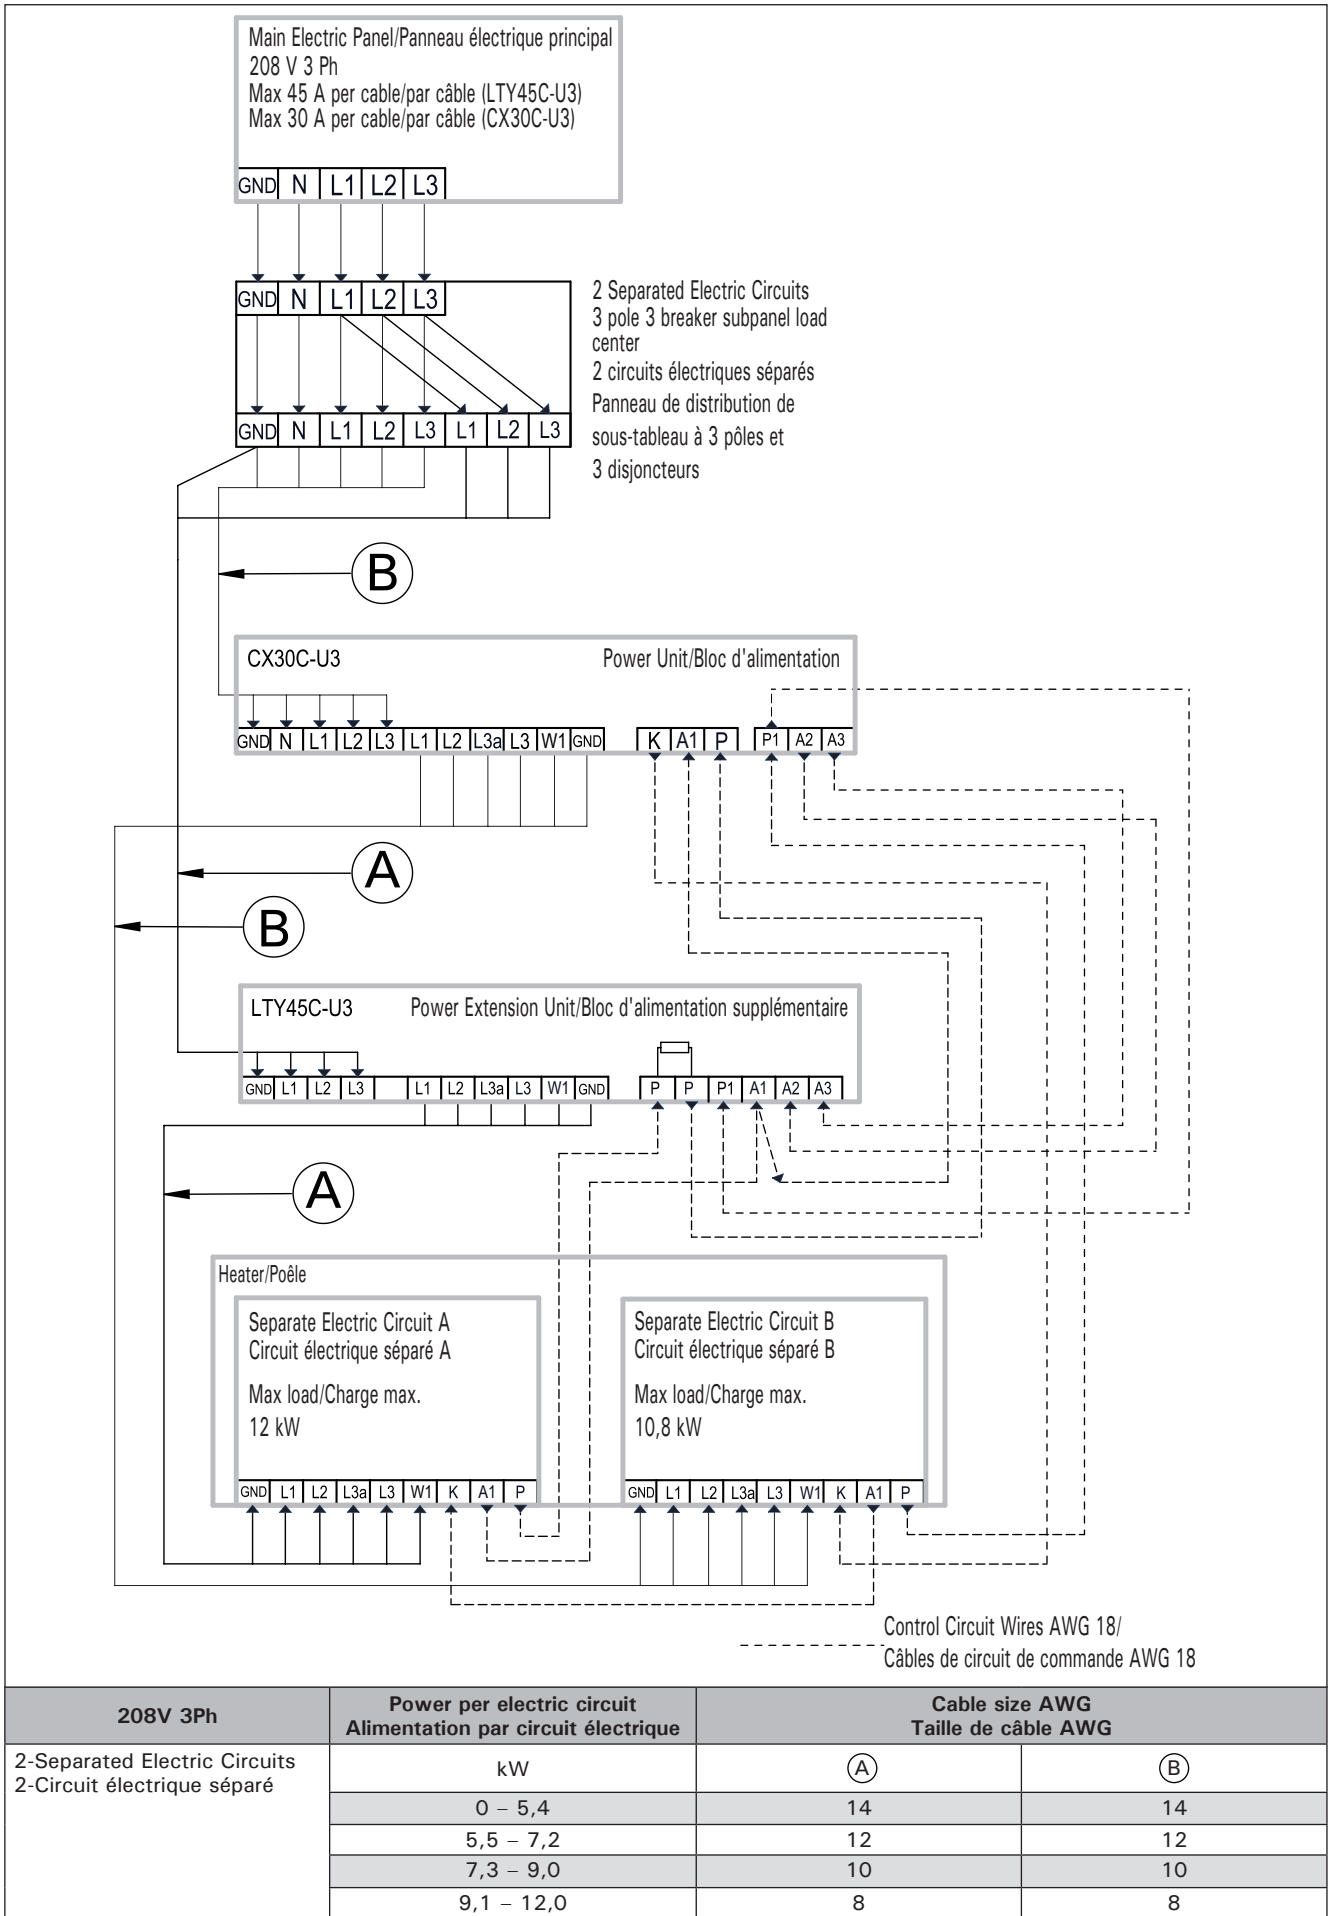 Main Electric Panel/Panneau électrique principal
208 V 3 Ph
Max 45 A per cable/par câble (LTY45C-U3)
Max 30 A per cable/par câble (CX30C-U3)
GND N L1 L2 L3
GND N L1 L2 L3
2 Separated Electric Circuits
3 pole 3 breaker subpanel load
center
2 circuits électriques séparés
Panneau de distribution de
sous-tableau à 3 pôles et
3 disjoncteurs
GND N L1 L2 L3 L1 L2 L3
B
CX30C-U3 Power Unit/Bloc d'alimentation
GND N L1 L2 L3 L1 L2 L3a L3 W1 GND K A1 P P1 A2 A3
A
B
LTY45C-U3 Power Extension Unit/Bloc d'alimentation supplémentaire
GND L1 L2 L3 L1 L2 L3a L3 W1 GND P P P1 A1 A2 A3
A
Heater/Poêle
Separate Electric Circuit A
Circuit électrique séparé A
Max load/Charge max.
12 kW
GND L1 L2 L3a L3 W1 K A1 P
Separate Electric Circuit B
Circuit électrique séparé B
Max load/Charge max.
10,8 kW
GND L1 L2 L3a L3 W1 K A1 P
Control Circuit Wires AWG 18/
Câbles de circuit de commande AWG 18
208V 3Ph
Power per electric circuit
Alimentation par circuit électrique
Cable size AWG
Taille de câble AWG
2-Separated Electric Circuits
2-Circuit électrique séparé
kW A B
0 – 5,4 14 14
5,5 – 7,2 12 12
7,3 – 9,0 10 10
9,1 – 12,0 8 8